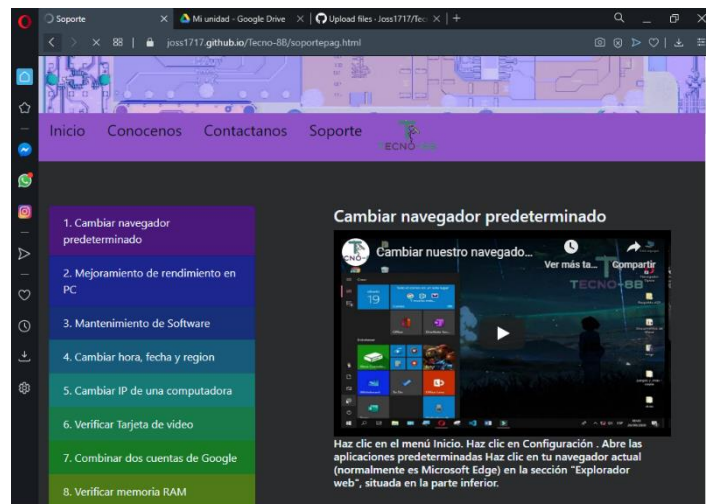 Soporte
Mi unidad - Google Drive
Upload files · Joss1717/Tec
88
joss1717.github.io/Tecno-88/soportepag.html
Inicio
Conocenos
Contactanos
Soporte
TECNO-88
1. Cambiar navegador
predeterminado
2. Mejoramiento de rendimiento en
PC
3. Mantenimiento de Software
4. Cambiar hora, fecha y region
5. Cambiar IP de una computadora
6. Verificar Tarjeta de video
7. Combinar dos cuentas de Google
8. Verificar memoria RAM
Cambiar navegador predeterminado
Cambiar nuestro navegado...
Ver más ta...
Compartir
TECNO-88
19
Haz clic en el menú Inicio. Haz clic en Configuración . Abre las
aplicaciones predeterminadas Haz clic en tu navegador actual
(normalmente es Microsoft Edge) en la sección "Explorador
web", situada en la parte inferior.